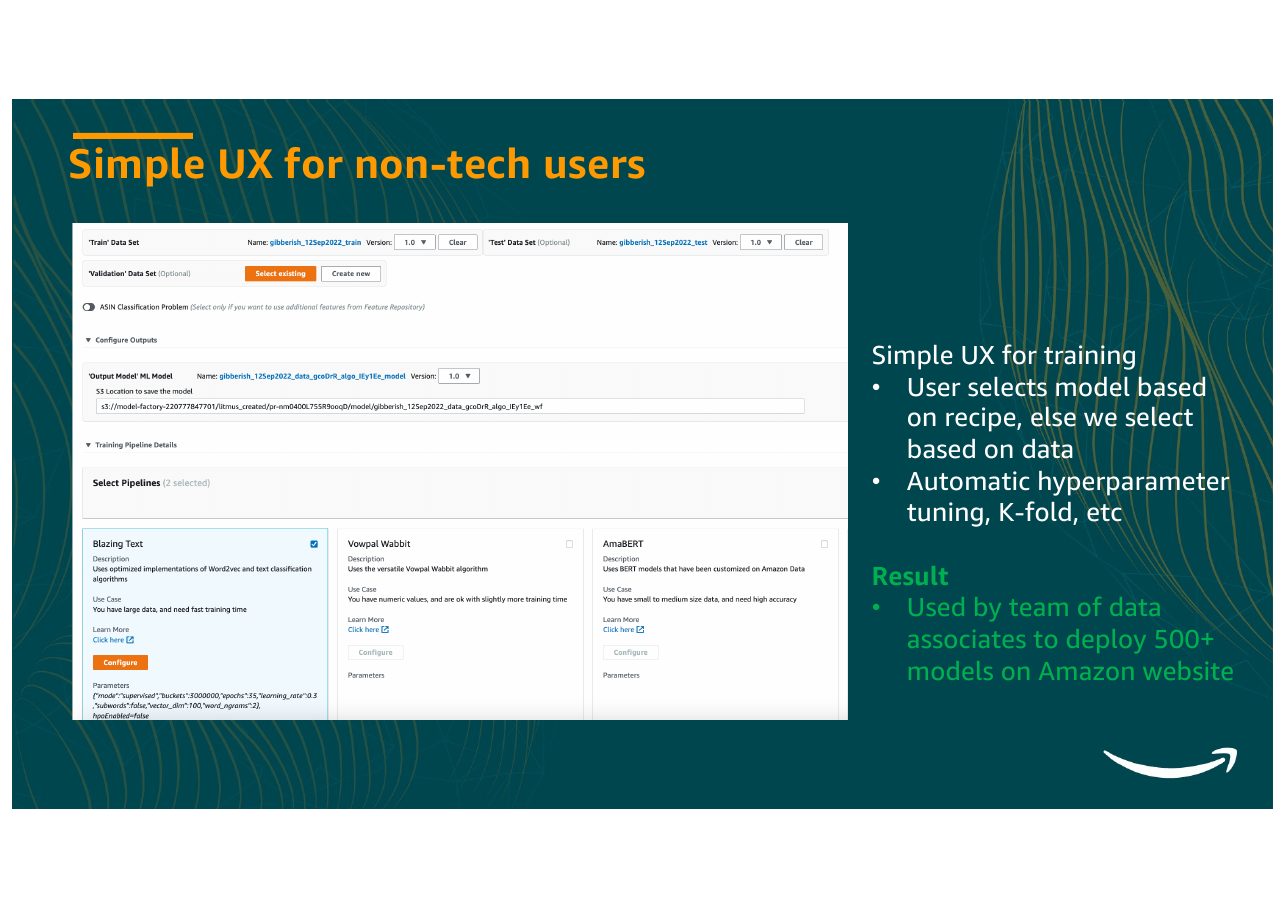 Simple UX for non-tech users
'Train' Data Set Name: gibberish_12Sep2022_train Version: 1.0 ▼ Clear 'Test' Data Set (Optional) Name: gibberish_12Sep2022_test Version: 1.0 ▼ Clear
'Validation' Data Set (Optional) Select existing Create new
ASIN Classification Problem (Select only if you want to use additional features from Feature Repository)
▼ Configure Outputs
'Output Model' ML Model Name: gibberish_12Sep2022_data_gcoDrR_algo_IEy1Ee_model Version: 1.0 ▼
S3 Location to save the model
s3://model-factory-220777847701/litmus_created/pr-nm0400L755R9ooqD/model/gibberish_12Sep2022_data_gcoDrR_algo_IEy1Ee_wf
▼ Training Pipeline Details
Select Pipelines (2 selected)
Blazing Text
Description
Uses optimized implementations of Word2vec and text classification
algorithms
Use Case
You have large data, and need fast training time
Learn More
Click here
Configure
Parameters
{"mode":"supervised","buckets":3000000,"epochs":35,"learning_rate":0.3
,"subwords":false,"vector_dim":100,"word_ngrams":2},
hpoEnabled=false
Vowpal Wabbit
Description
Uses the versatile Vowpal Wabbit algorithm
Use Case
You have numeric values, and are ok with slightly more training time
Learn More
Click here
Configure
Parameters
AmaBERT
Description
Uses BERT models that have been customized on Amazon Data
Use Case
You have small to medium size data, and need high accuracy
Learn More
Click here
Configure
Parameters
Simple UX for training
• User selects model based
on recipe, else we select
based on data
• Automatic hyperparameter
tuning, K-fold, etc
Result
• Used by team of data
associates to deploy 500+
models on Amazon website